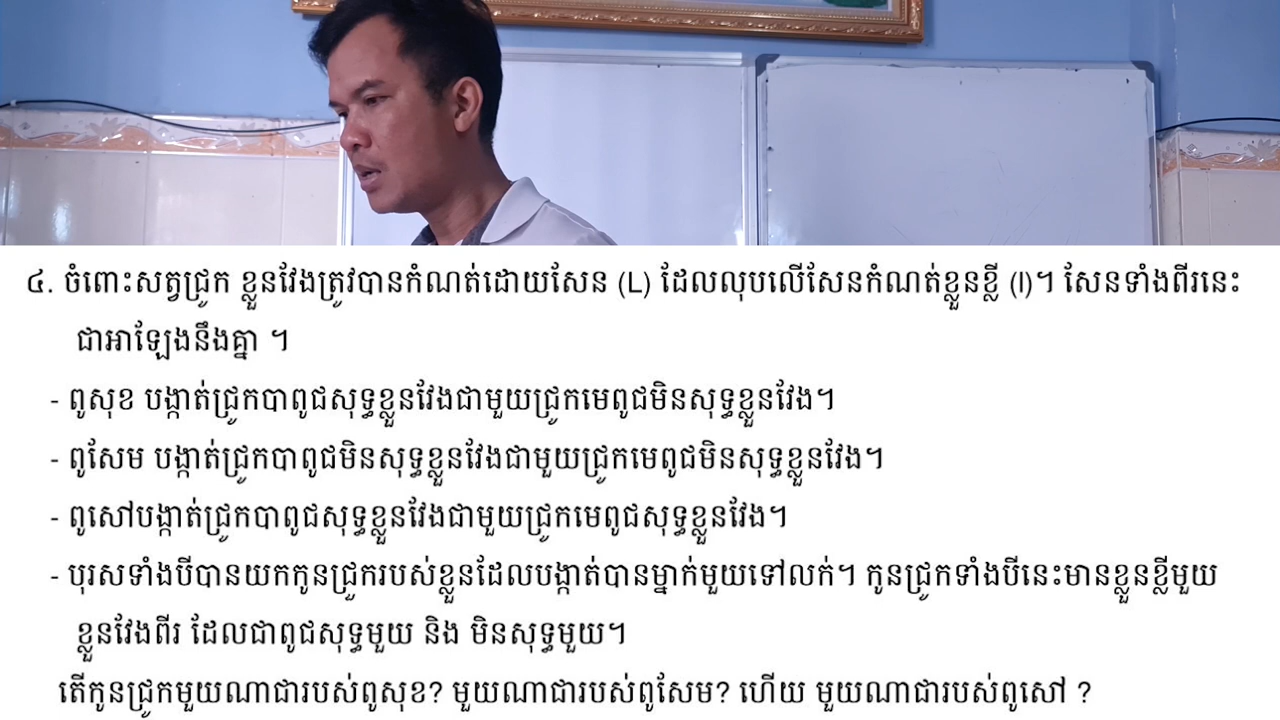 ៤. ចំពោះសត្វជ្រូក ខ្លួនវែងត្រូវបានកំណត់ដោយសែន (L) ដែលលុបលើសែនកំណត់ខ្លួនខ្លី (l)។ សែនទាំងពីរនេះ
ជាអាឡែងនឹងគ្នា ។
- ពូសុខ បង្កាត់ជ្រូកបាពូជសុទ្ធខ្លួនវែងជាមួយជ្រូកមេពូជមិនសុទ្ធខ្លួនវែង។
- ពូសែម បង្កាត់ជ្រូកបាពូជមិនសុទ្ធខ្លួនវែងជាមួយជ្រូកមេពូជមិនសុទ្ធខ្លួនវែង។
- ពូសៅបង្កាត់ជ្រូកបាពូជសុទ្ធខ្លួនវែងជាមួយជ្រូកមេពូជសុទ្ធខ្លួនវែង។
- បុរសទាំងបីបានយកកូនជ្រូករបស់ខ្លួនដែលបង្កាត់បានម្នាក់មួយទៅលក់។ កូនជ្រូកទាំងបីនេះមានខ្លួនខ្លីមួយ
ខ្លួនវែងពីរ ដែលជាពូជសុទ្ធមួយ និង មិនសុទ្ធមួយ។
តើកូនជ្រូកមួយណាជារបស់ពូសុខ? មួយណាជារបស់ពូសែម? ហើយ មួយណាជារបស់ពូសៅ ?